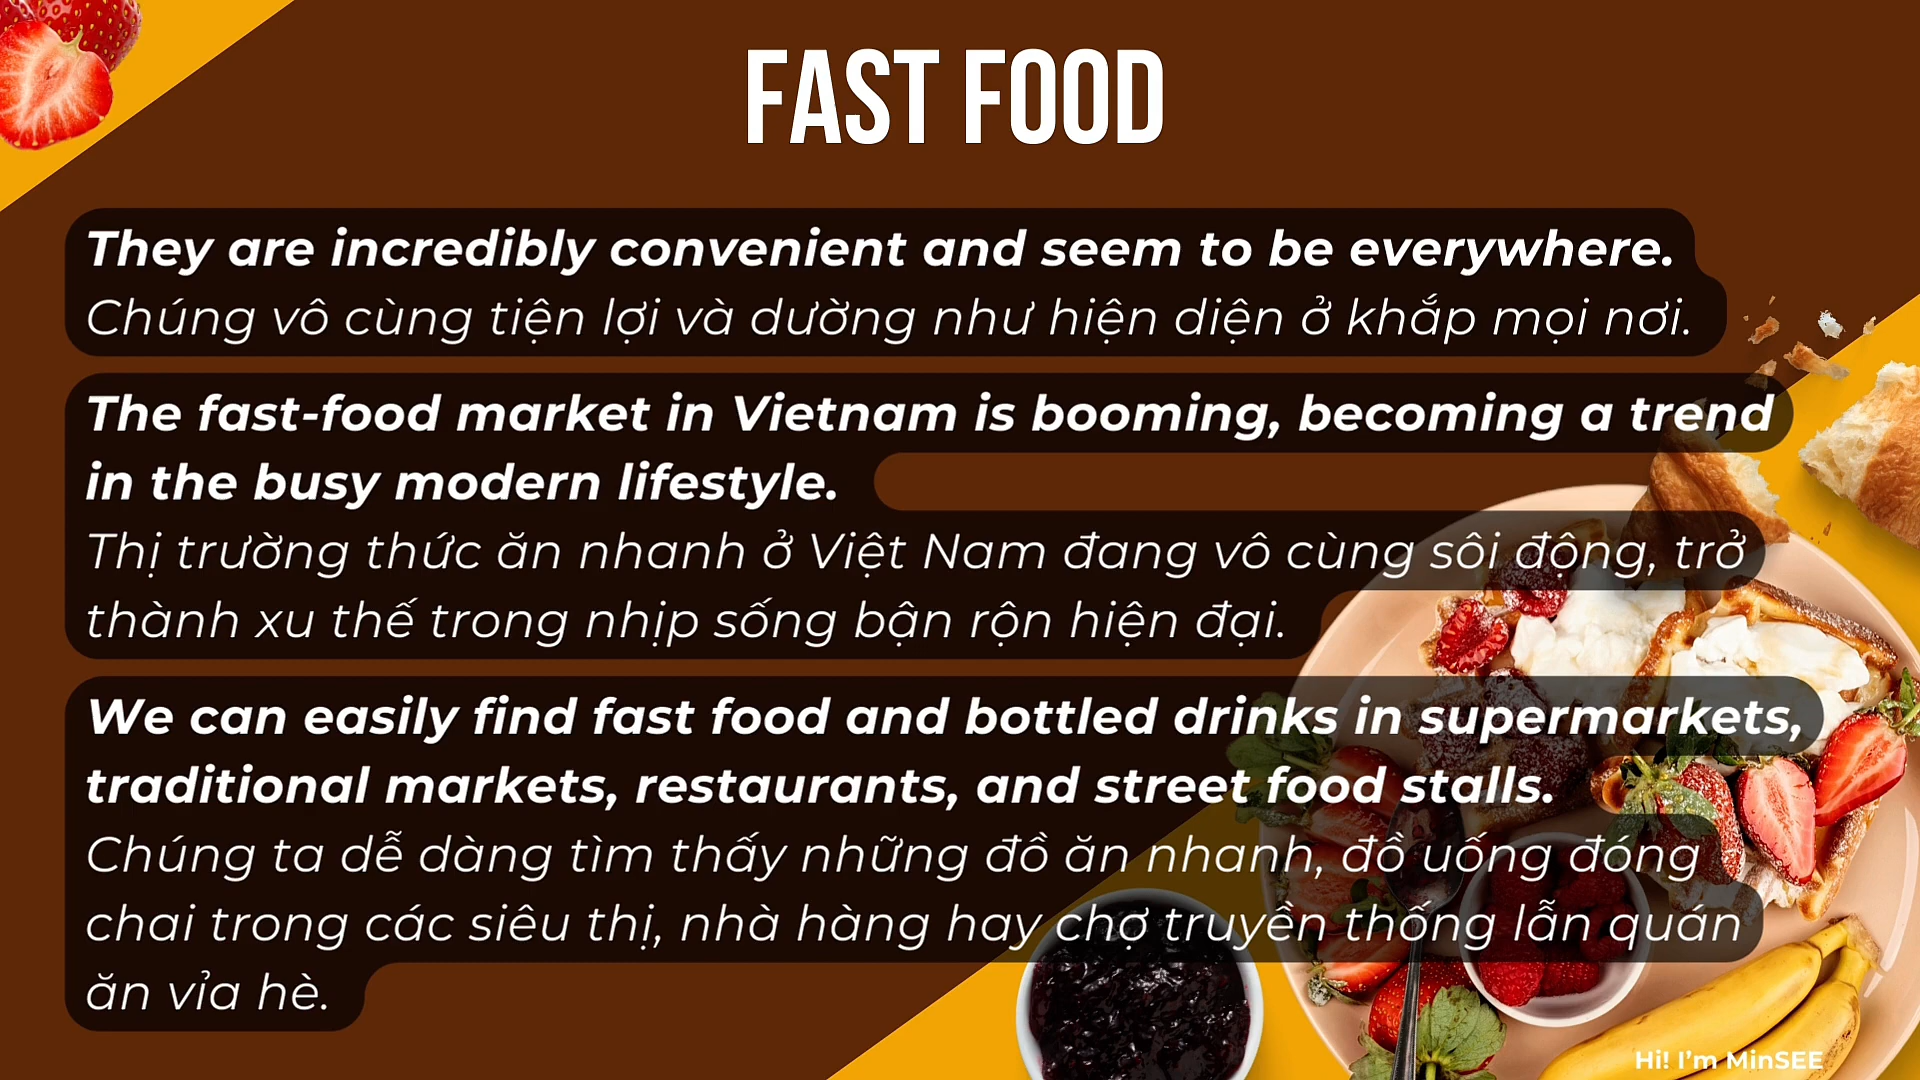 FAST FOOD
They are incredibly convenient and seem to be everywhere.
Chúng vô cùng tiện lợi và dường như hiện diện ở khắp mọi nơi.
The fast-food market in Vietnam is booming, becoming a trend
in the busy modern lifestyle.
Thị trường thức ăn nhanh ở Việt Nam đang vô cùng sôi động, trở
thành xu thế trong nhịp sống bận rộn hiện đại.
We can easily find fast food and bottled drinks in supermarkets,
traditional markets, restaurants, and street food stalls.
Chúng ta dễ dàng tìm thấy những đồ ăn nhanh, đồ uống đóng
chai trong các siêu thị, nhà hàng hay chợ truyền thống lẫn quán
ăn vỉa hè.
Hi! I'm MinSEE